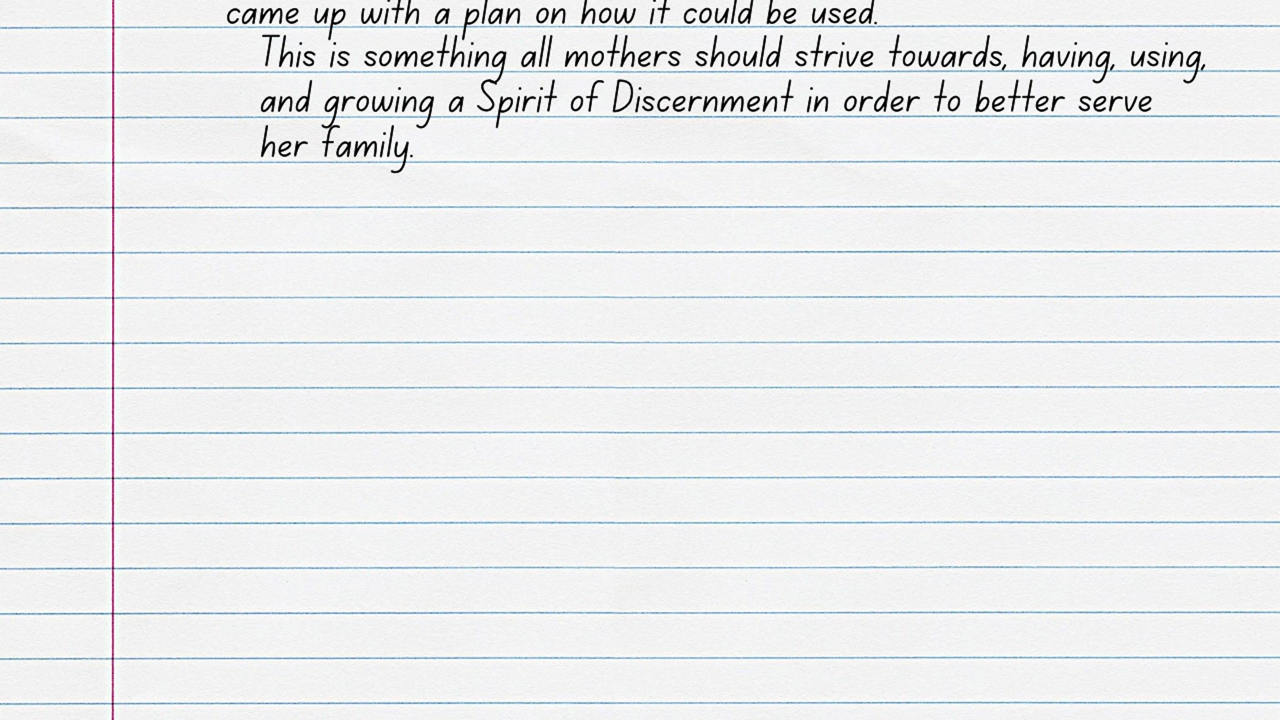 came up with a plan on how it could be used.
This is something all mothers should strive towards, having, using,
and growing a Spirit of Discernment in order to better serve
her family.